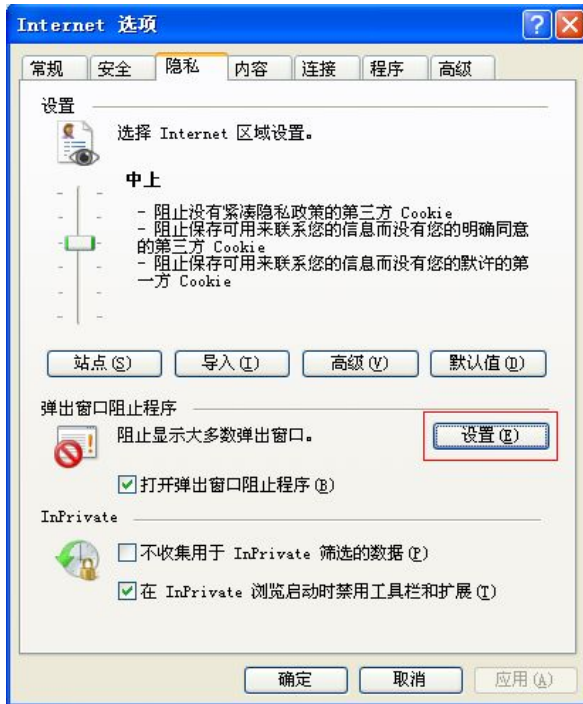 Internet 选项
常规 安全 隐私 内容 连接 程序 高级
设置
选择 Internet 区域设置。
中上
- 阻止没有紧凑隐私政策的第三方 Cookie
- 阻止保存可用来联系您的信息而没有您的明确同意
的第三方 Cookie
- 阻止保存可用来联系您的信息而没有您的默许的第
一方 Cookie
站点(S) 导入(I) 高级(V) 默认值(D)
弹出窗口阻止程序
阻止显示大多数弹出窗口。 设置(E)
打开弹出窗口阻止程序(B)
InPrivate
不收集用于 InPrivate 筛选的数据(P)
在 InPrivate 浏览启动时禁用工具栏和扩展(T)
确定 取消 应用(A)